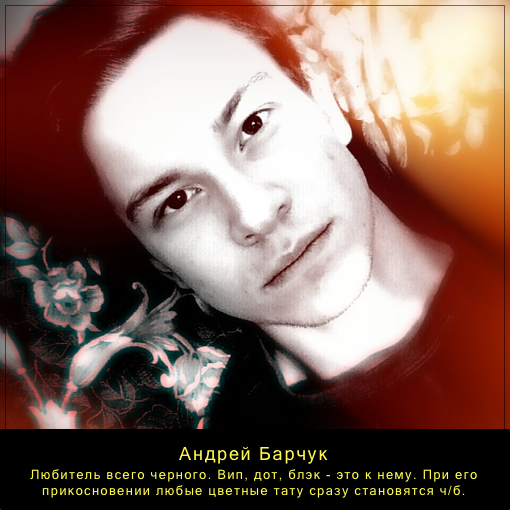 Андрей Барчук
Любитель всего черного. Вип, дот, блэк - это к нему. При его
прикосновении любые цветные тату сразу становятся ч/б.